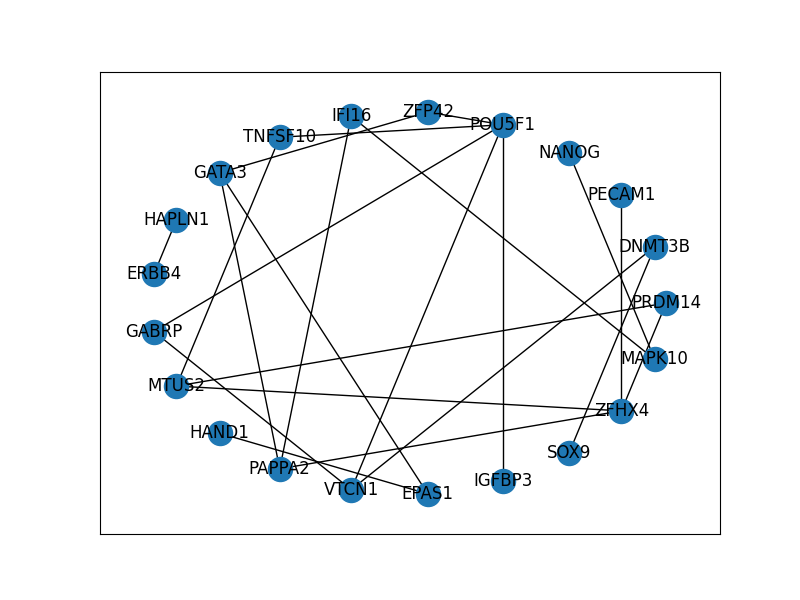 ZFP42
IFI16
POU5F1
TNFSF10
NANOG
GATA3
PECAM1
HAPLN1
DNMT3B
ERBB4
PRDM14
GABRP
MAPK10
MTUS2
ZFHX4
HAND1
SOX9
PAPPA2
IGFBP3
VTCN1
EPAS1